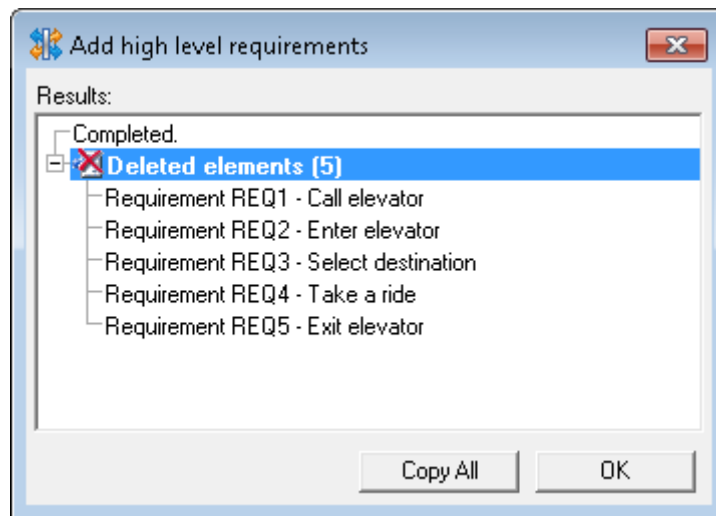 Add high level requirements
Results:
Completed.
Deleted elements (5)
Requirement REQ1 - Call elevator
Requirement REQ2 - Enter elevator
Requirement REQ3 - Select destination
Requirement REQ4 - Take a ride
Requirement REQ5 - Exit elevator
Copy All OK